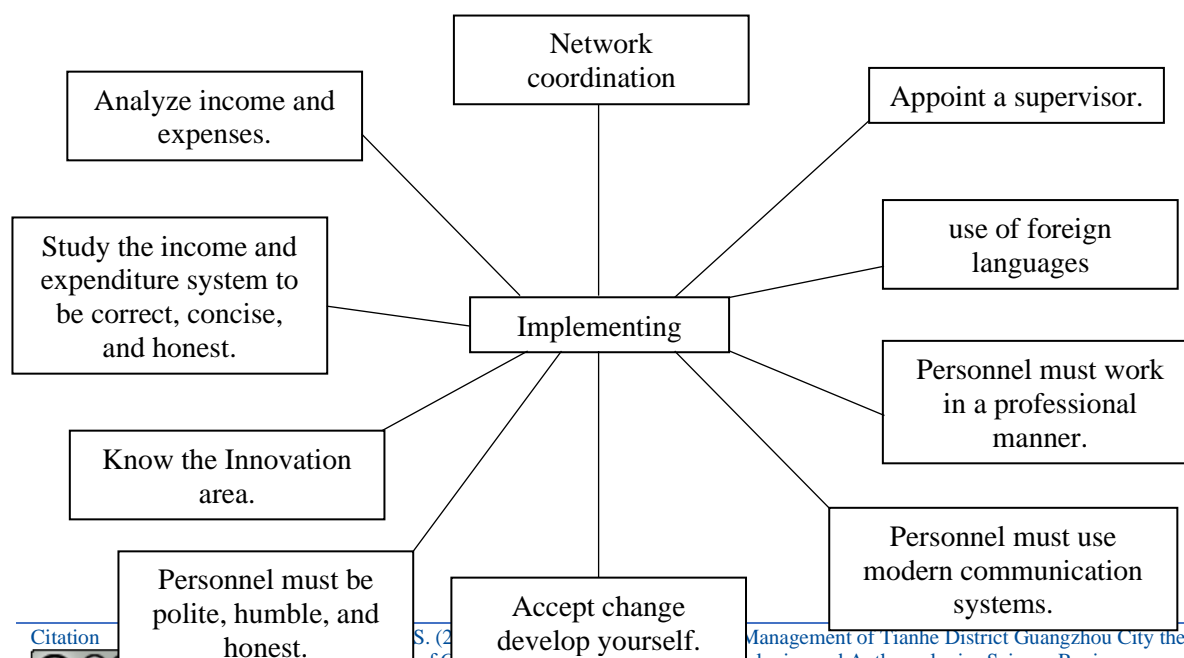 Network
coordination
Analyze income and
expenses.
Appoint a supervisor.
Study the income and
expenditure system to
be correct, concise,
and honest.
use of foreign
languages
Implementing
Personnel must work
in a professional
manner.
Know the Innovation
area.
Personnel must use
modern communication
systems.
Personnel must be
polite, humble, and
honest.
Accept change
develop yourself.
Citation
S. (2
Management of Tianhe District Guangzhou City the